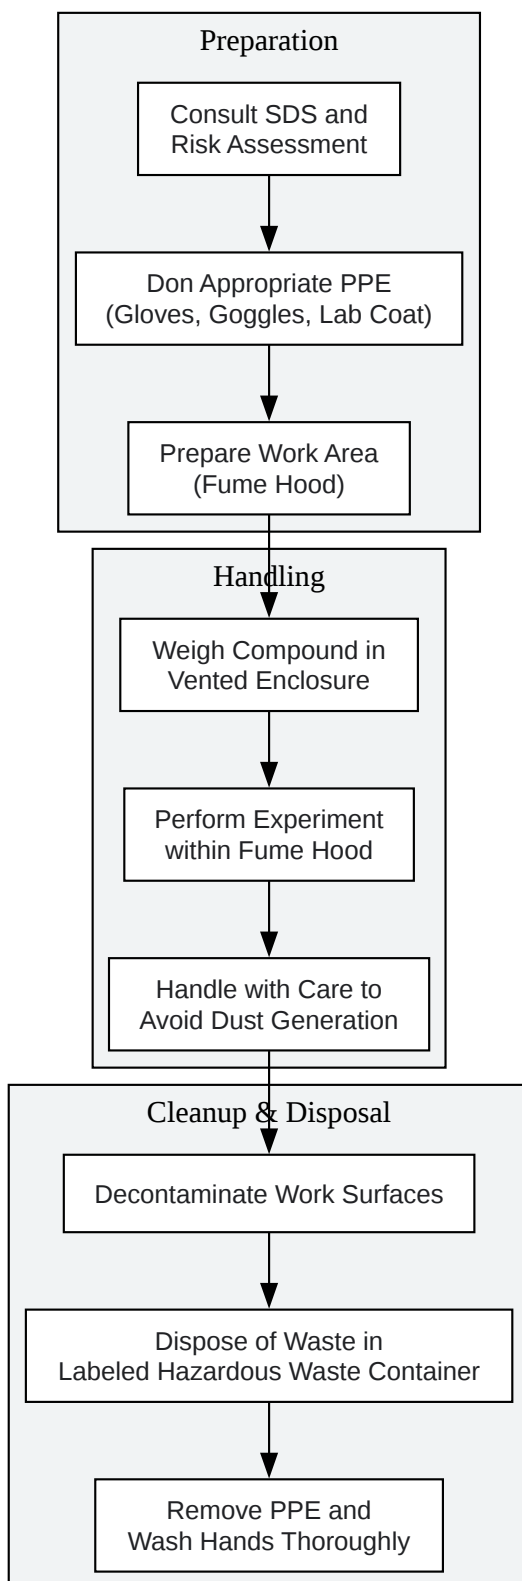 Preparation
Consult SDS and
Risk Assessment
Don Appropriate PPE
(Gloves, Goggles, Lab Coat)
Prepare Work Area
(Fume Hood)
Handling
Weigh Compound in
Vented Enclosure
Perform Experiment
within Fume Hood
Handle with Care to
Avoid Dust Generation
Cleanup & Disposal
Decontaminate Work Surfaces
Dispose of Waste in
Labeled Hazardous Waste Container
Remove PPE and
Wash Hands Thoroughly